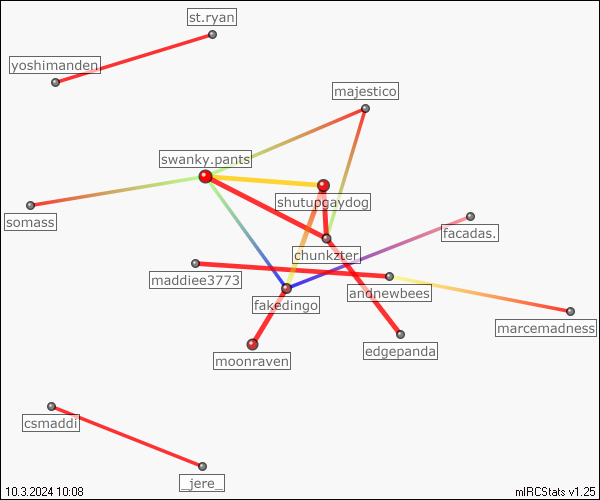 st.ryan
yoshimanden
majestico
swanky.pants
shutupgaydog
somass
facadas.
chunkzter
maddiee3773
andnewbees
fakedingo
marcemadness
edgepanda
moonraven
csmaddi
_jere_
10.3.2024 10:08
mIRCStats v1.25